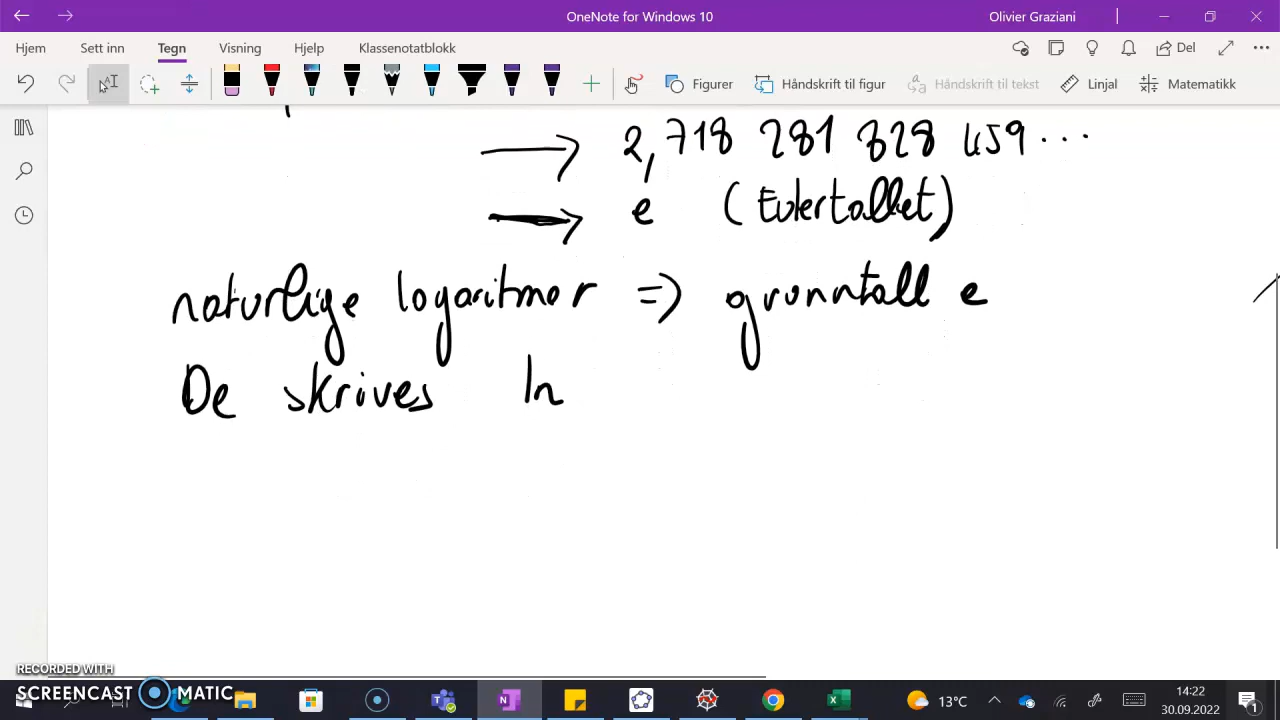 OneNote for Windows 10
Olivier Graziani
Hjem Sett inn Tegn Visning Hjelp Klassenotatblokk Del
Figurer Håndskrift til figur Håndskrift til tekst Linjal Matematikk
→ 2,718 281 828 459...
→ e (Eulertallet)
naturlige logaritmer => grunntall e
De skrives ln
RECORDED WITH
SCREENCAST MATIC
13°C
14:22
30.09.2022
1